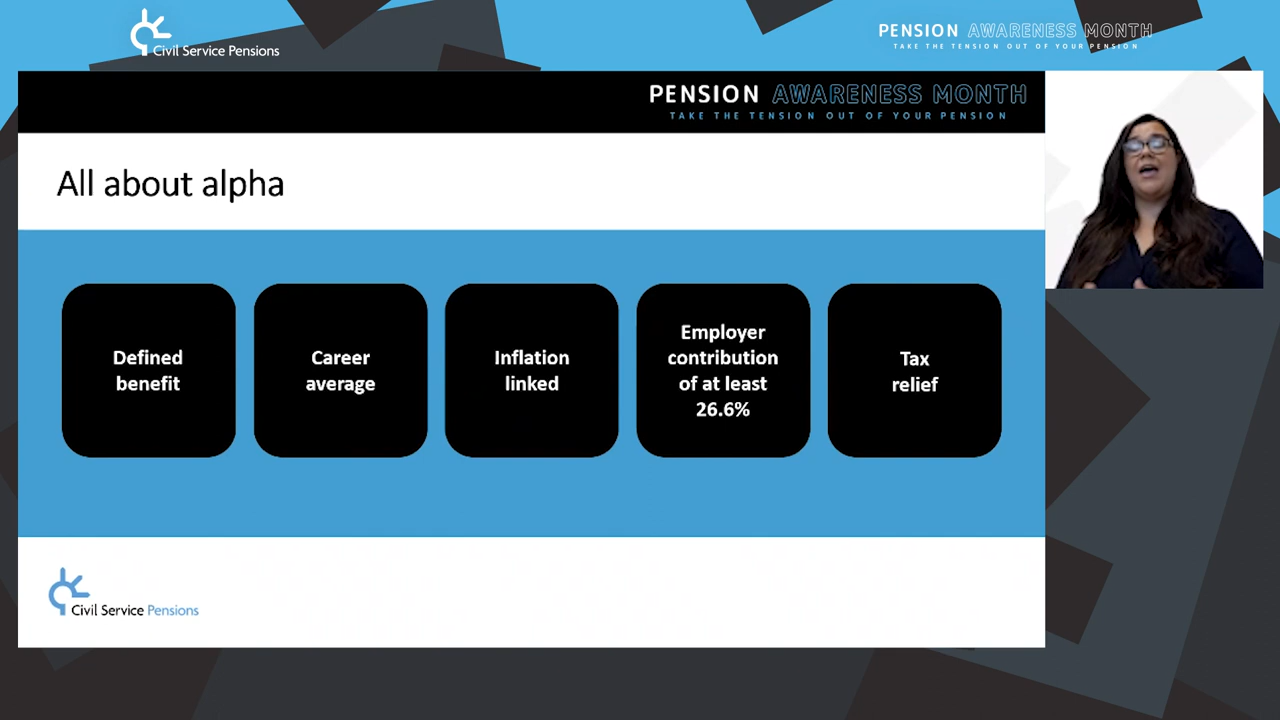 Civil Service Pensions
PENSION AWARENESS MONTH
TAKE THE TENSION OUT OF YOUR PENSION
PENSION AWARENESS MONTH
TAKE THE TENSION OUT OF YOUR PENSION
All about alpha
Defined
benefit
Career
average
Inflation
linked
Employer
contribution
of at least
26.6%
Tax
relief
Civil Service Pensions